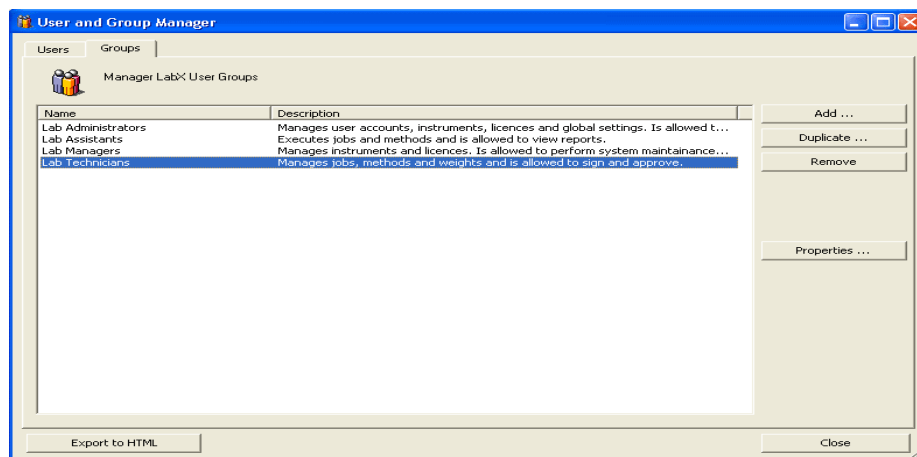 User and Group Manager
Users Groups
Manager LabX User Groups
Name Description
Lab Administrators Manages user accounts, instruments, licences and global settings. Is allowed t...
Lab Assistants Executes jobs and methods and is allowed to view reports.
Lab Managers Manages instruments and licences. Is allowed to perform system maintainance...
Lab Technicians Manages jobs, methods and weights and is allowed to sign and approve.
Add ...
Duplicate ...
Remove
Properties ...
Export to HTML Close